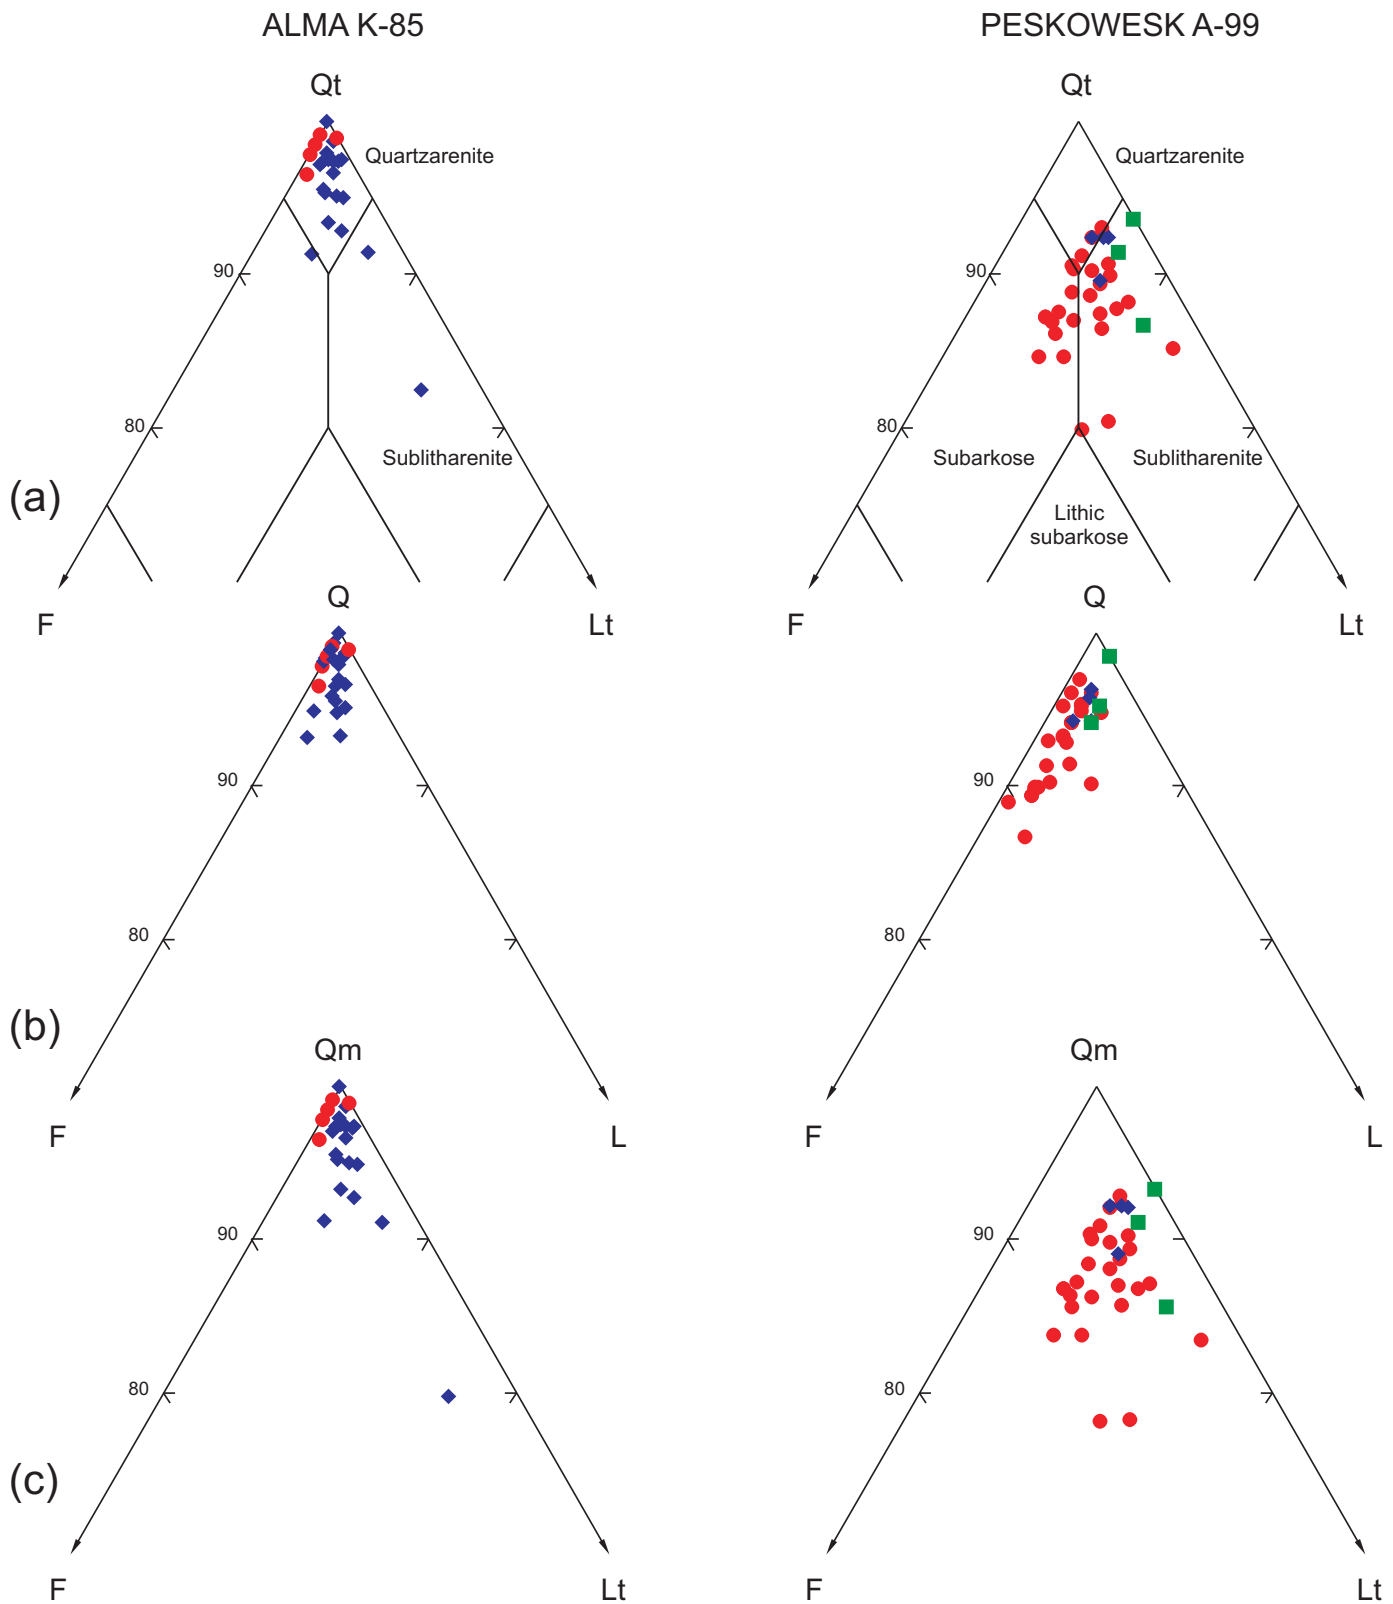 ALMA K-85
PESKOWESK A-99
Qt
Quartzarenite
90
80
Sublitharenite
(a)
F
Lt
Qt
Quartzarenite
90
80
Subarkose
Sublitharenite
Lithic
subarkose
F
Lt
Q
90
80
(b)
F
L
Q
90
80
F
L
Qm
90
80
(c)
F
Lt
Qm
90
80
F
Lt